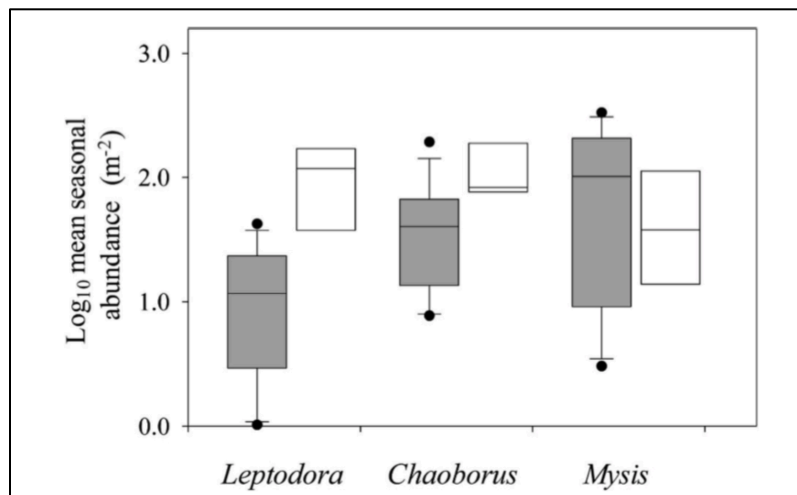 Log₁₀ mean seasonal
abundance (m⁻²)
3.0
2.0
1.0
0.0
Leptodora Chaoborus Mysis